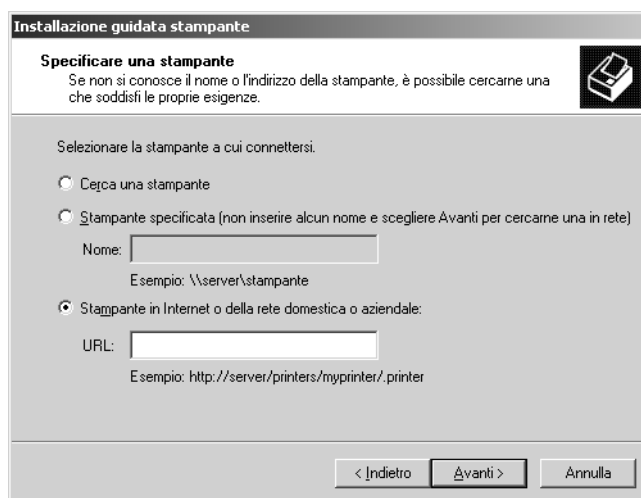 Installazione guidata stampante
Specificare una stampante
Se non si conosce il nome o l'indirizzo della stampante, è possibile cercarne una
che soddisfi le proprie esigenze.
Selezionare la stampante a cui connettersi.
Cerca una stampante
Stampante specificata (non inserire alcun nome e scegliere Avanti per cercarne una in rete)
Nome:
Esempio: \\server\stampante
Stampante in Internet o della rete domestica o aziendale:
URL:
Esempio: http://server/printers/myprinter/.printer
< Indietro
Avanti >
Annulla